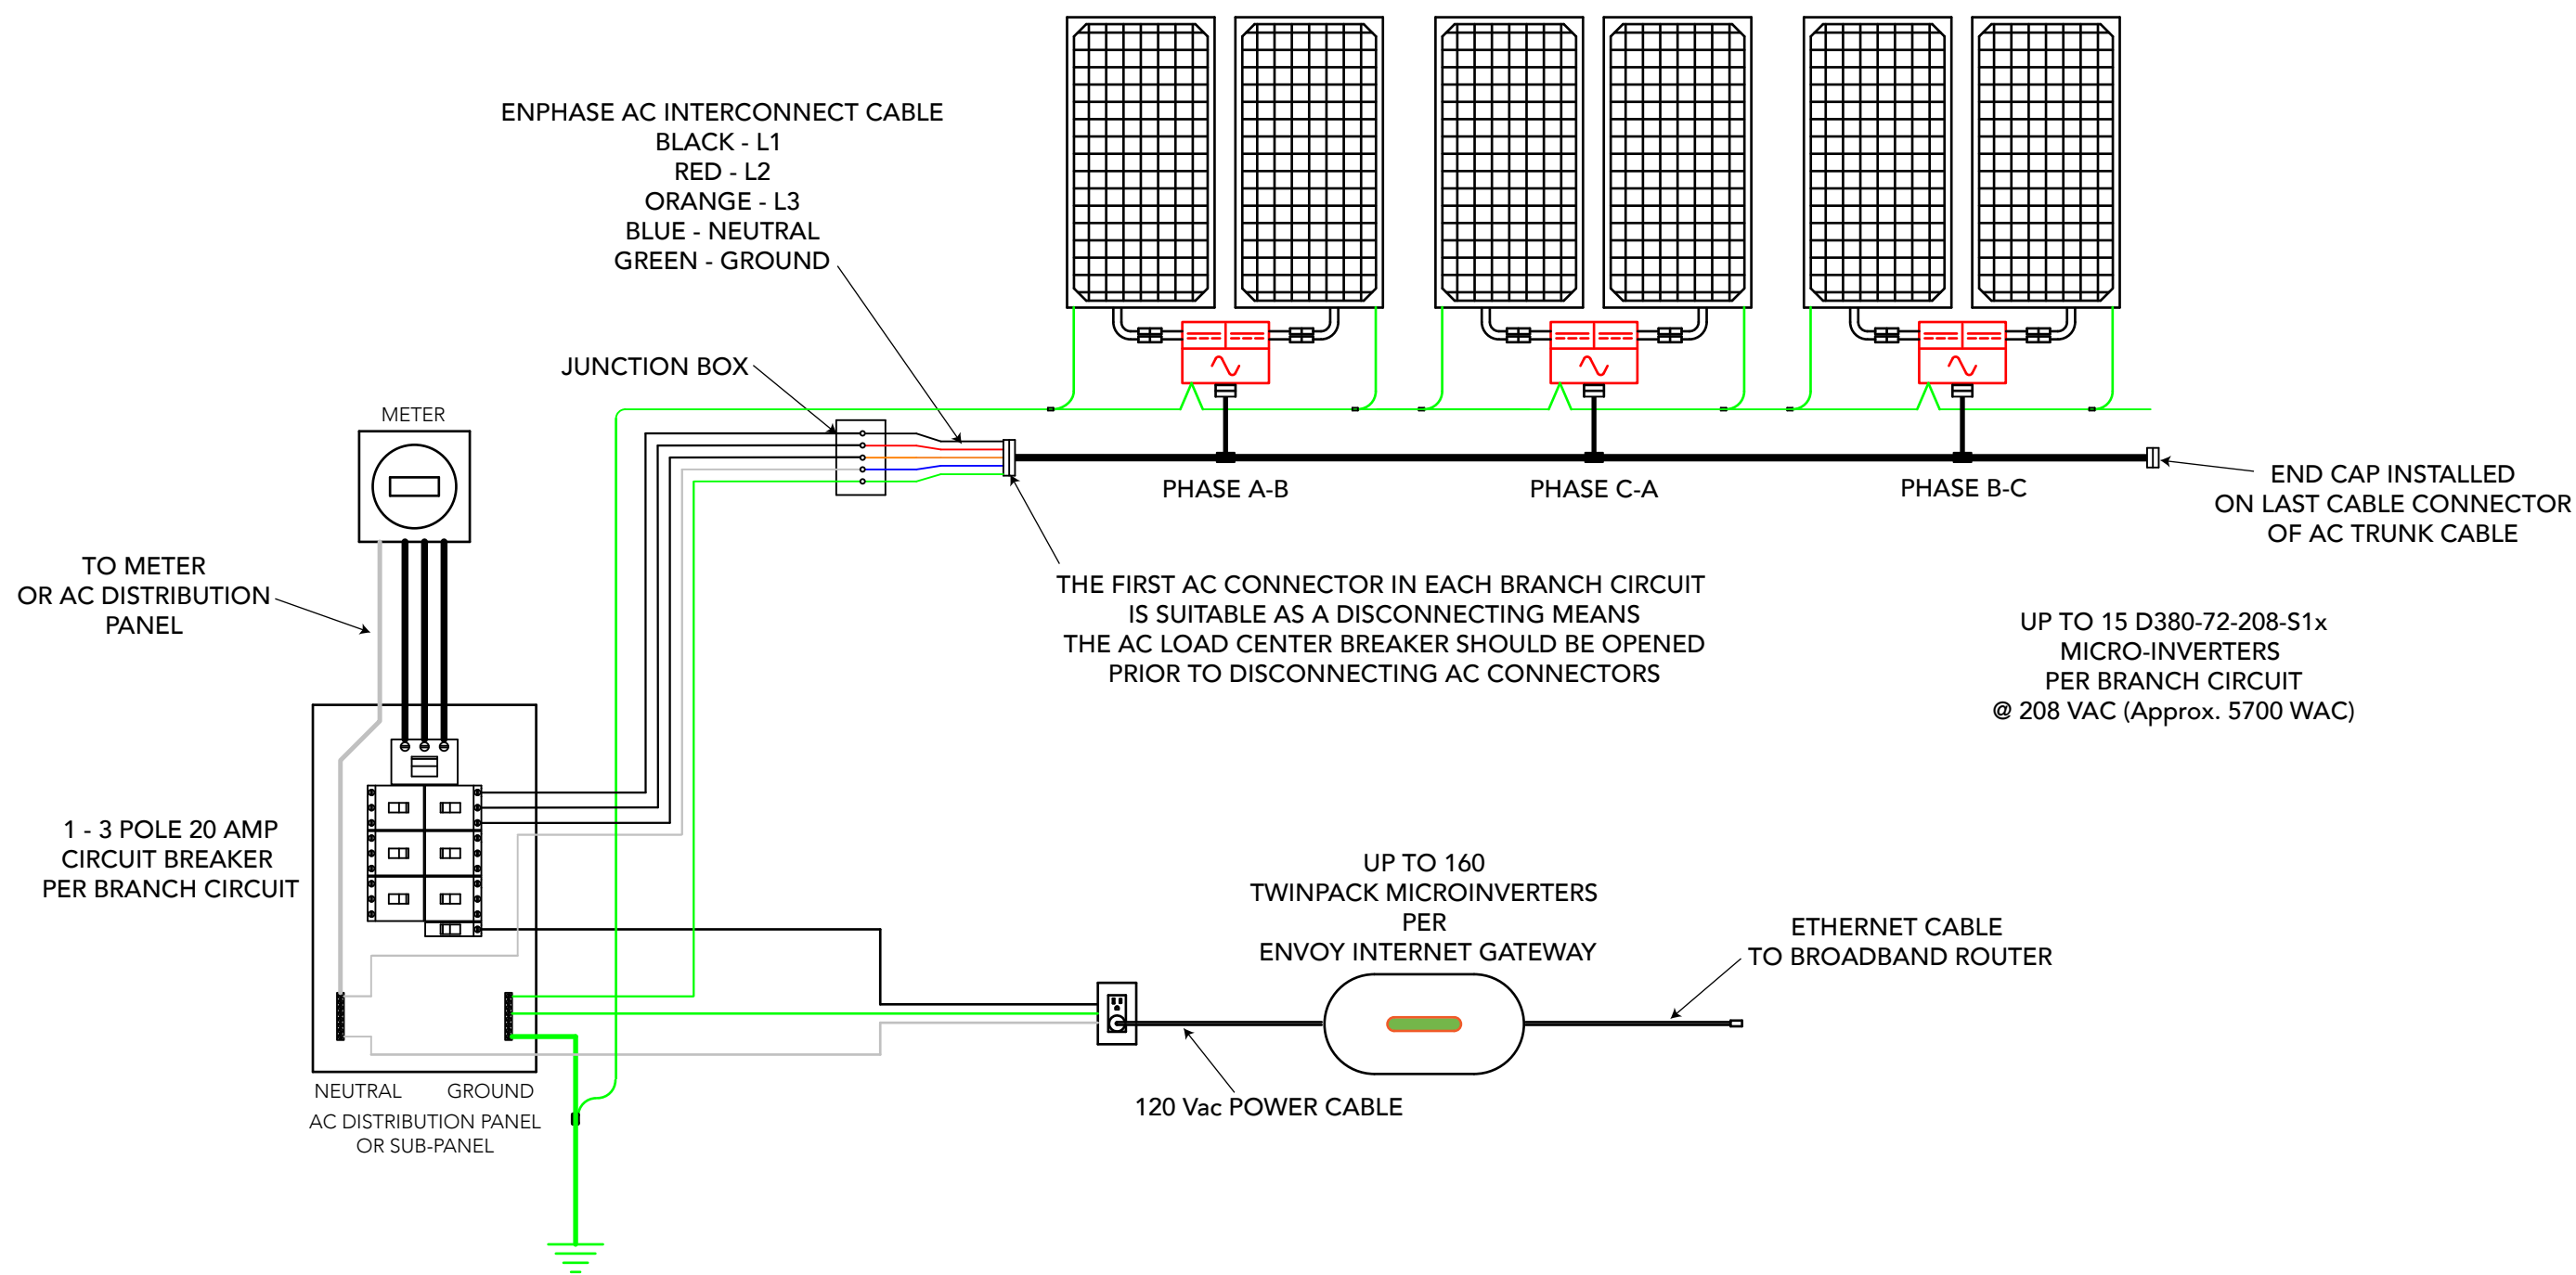 ENPHASE AC INTERCONNECT CABLE
BLACK - L1
RED - L2
ORANGE - L3
BLUE - NEUTRAL
GREEN - GROUND
JUNCTION BOX
METER
TO METER
OR AC DISTRIBUTION
PANEL
PHASE A-B
PHASE C-A
PHASE B-C
END CAP INSTALLED
ON LAST CABLE CONNECTOR
OF AC TRUNK CABLE
THE FIRST AC CONNECTOR IN EACH BRANCH CIRCUIT
IS SUITABLE AS A DISCONNECTING MEANS
THE AC LOAD CENTER BREAKER SHOULD BE OPENED
PRIOR TO DISCONNECTING AC CONNECTORS
UP TO 15 D380-72-208-S1x
MICRO-INVERTERS
PER BRANCH CIRCUIT
@ 208 VAC (Approx. 5700 WAC)
1 - 3 POLE 20 AMP
CIRCUIT BREAKER
PER BRANCH CIRCUIT
UP TO 160
TWINPACK MICROINVERTERS
PER
ENVOY INTERNET GATEWAY
ETHERNET CABLE
TO BROADBAND ROUTER
120 Vac POWER CABLE
NEUTRAL
GROUND
AC DISTRIBUTION PANEL
OR SUB-PANEL